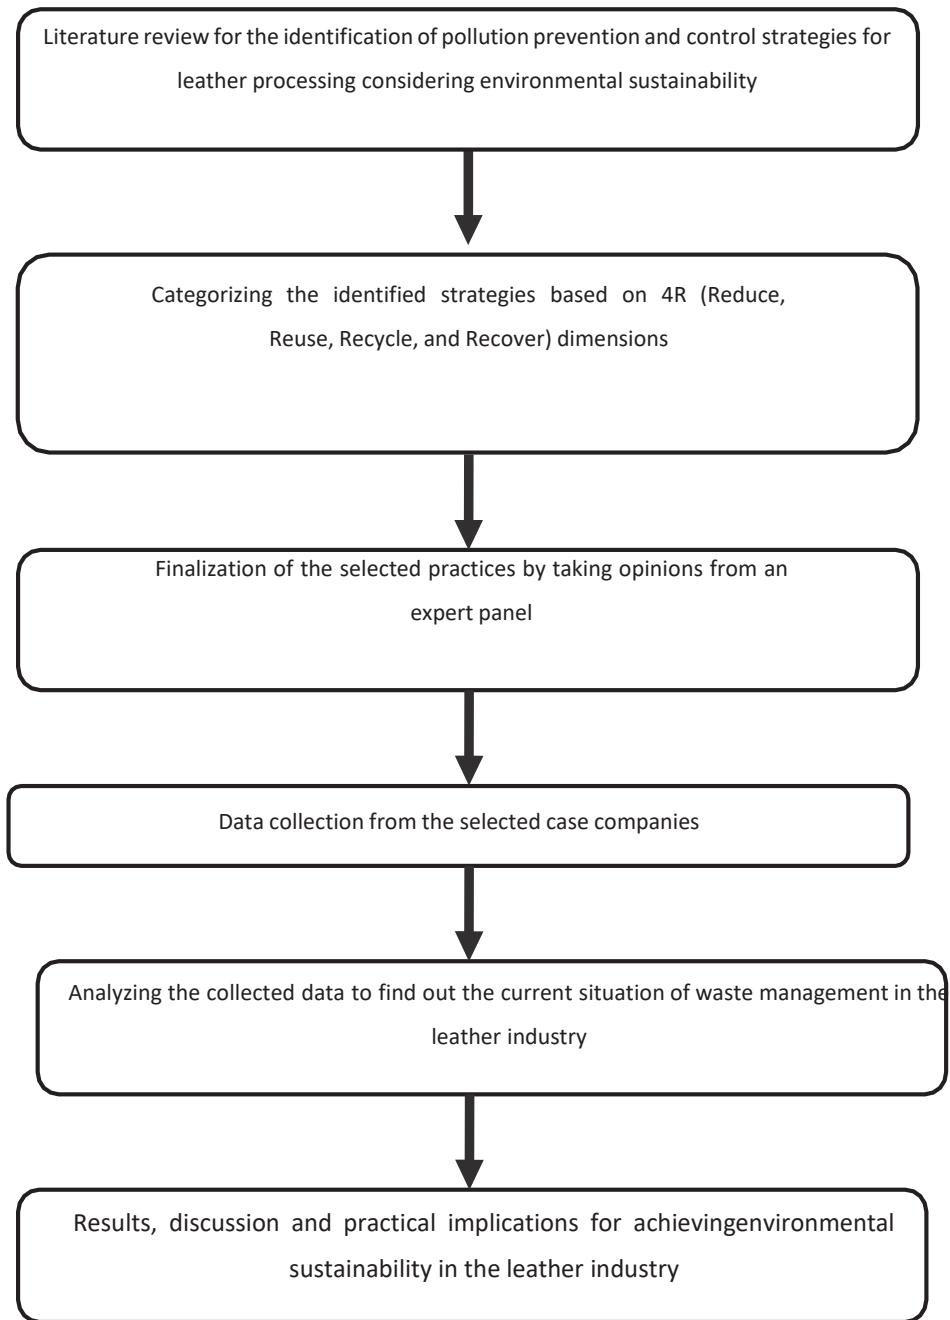 Literature review for the identification of pollution prevention and control strategies for
leather processing considering environmental sustainability
Categorizing the identified strategies based on 4R (Reduce,
Reuse, Recycle, and Recover) dimensions
Finalization of the selected practices by taking opinions from an
expert panel
Data collection from the selected case companies
Analyzing the collected data to find out the current situation of waste management in the
leather industry
Results, discussion and practical implications for achievingenvironmental
sustainability in the leather industry